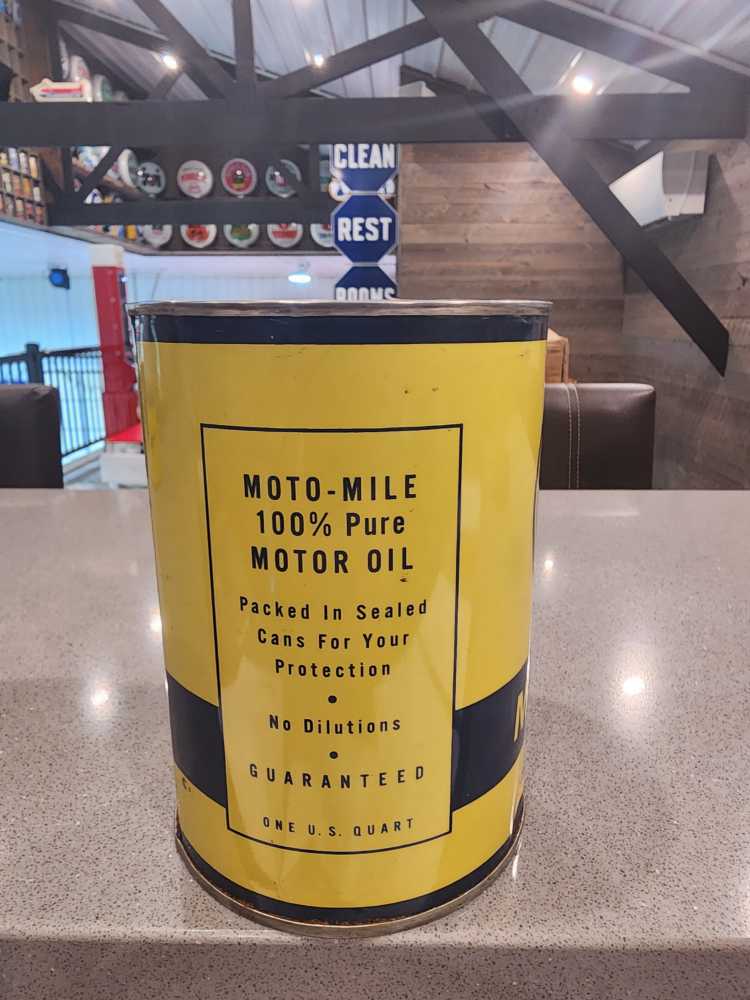 CLEAN
REST
ROOMS
MOTO-MILE
100% Pure
MOTOR OIL
Packed In Sealed
Cans For Your
Protection
•
No Dilutions
•
GUARANTEED
ONE U.S. QUART